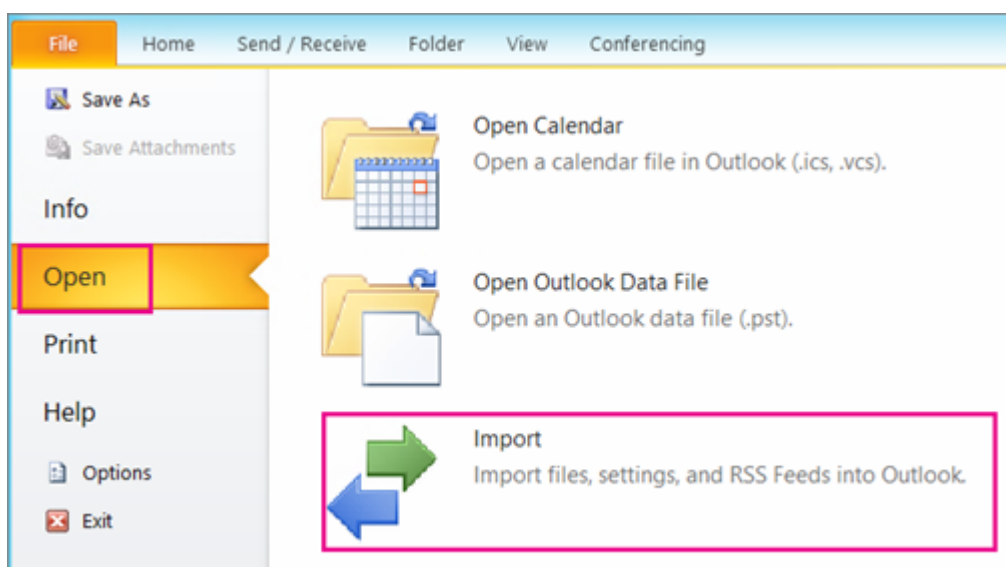 File Home Send / Receive Folder View Conferencing
Save As
Save Attachments
Info
Open
Print
Help
Options
Exit
Open Calendar
Open a calendar file in Outlook (.ics, .vcs).
Open Outlook Data File
Open an Outlook data file (.pst).
Import
Import files, settings, and RSS Feeds into Outlook.